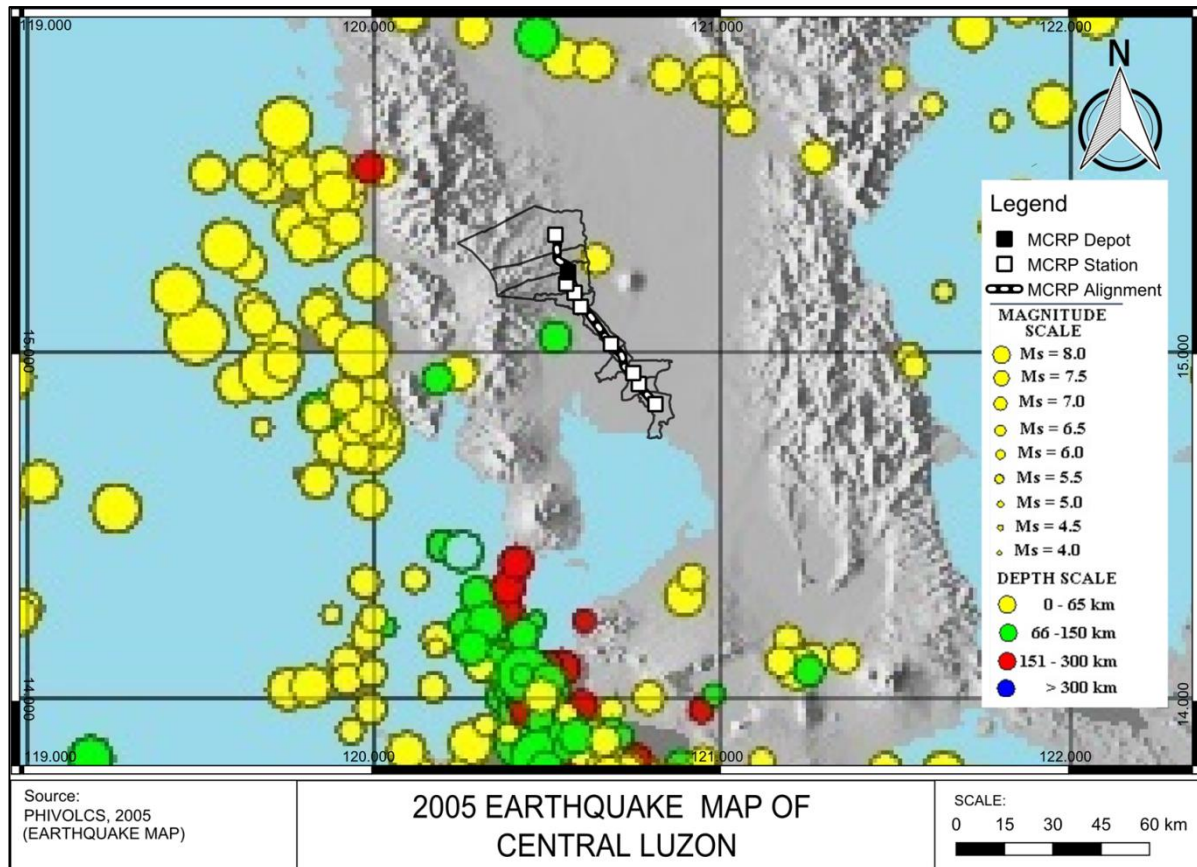 119.000
120.000
121.000
122.000
N
Legend
MCRP Depot
MCRP Station
MCRP Alignment
MAGNITUDE
SCALE
Ms = 8.0
Ms = 7.5
Ms = 7.0
Ms = 6.5
Ms = 6.0
Ms = 5.5
Ms = 5.0
Ms = 4.5
Ms = 4.0
DEPTH SCALE
0 - 65 km
66 -150 km
151 - 300 km
> 300 km
15.000
15.000
14.000
14.000
119.000
120.000
121.000
122.000
Source:
PHIVOLCS, 2005
(EARTHQUAKE MAP)
2005 EARTHQUAKE MAP OF
CENTRAL LUZON
SCALE:
0 15 30 45 60 km